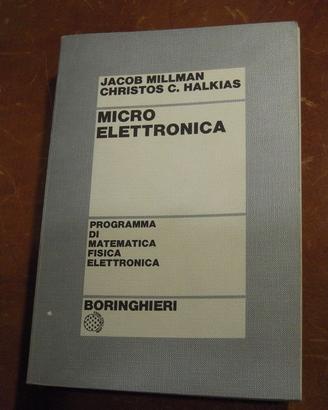 JACOB MILLMAN
CHRISTOS C. HALKIAS
MICRO
ELETTRONICA
PROGRAMMA
DI
MATEMATICA
FISICA
ELETTRONICA
BORINGHIERI